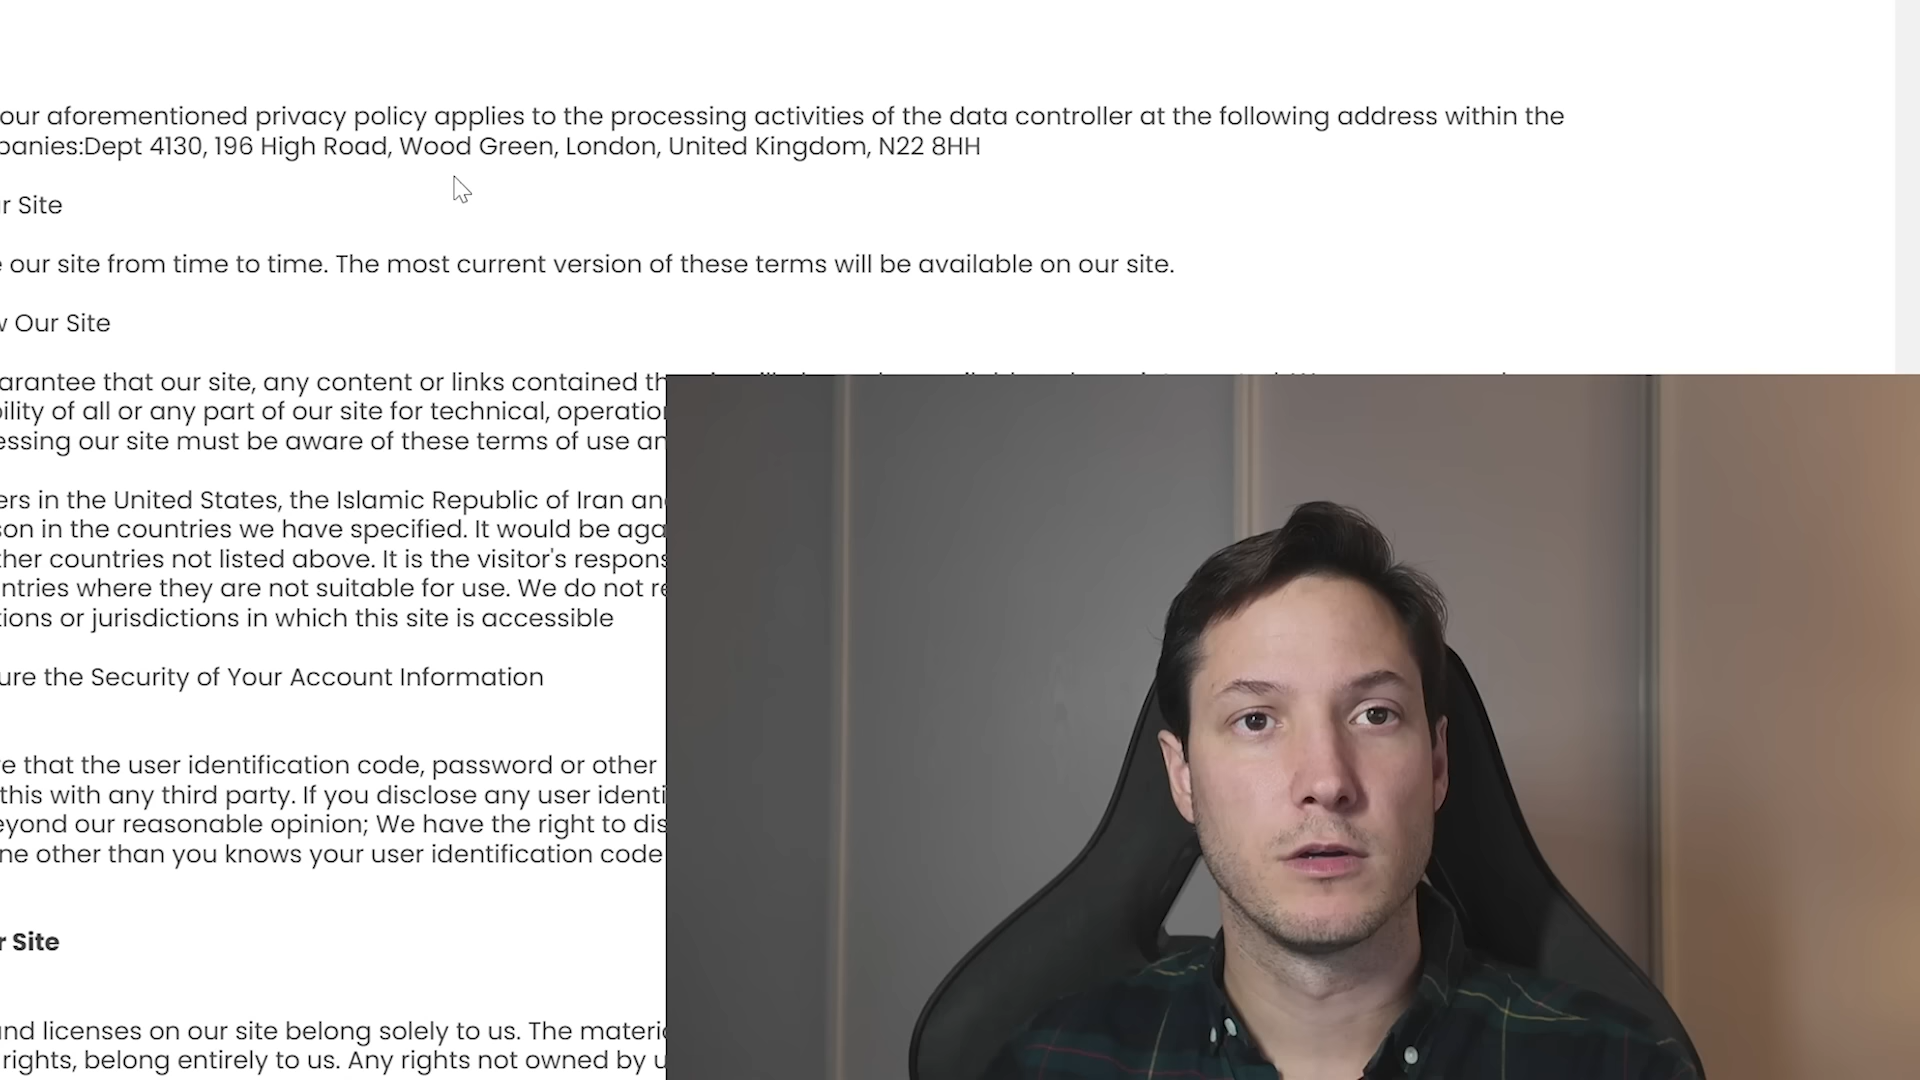 our aforementioned privacy policy applies to the processing activities of the data controller at the following address within the
panies:Dept 4130, 196 High Road, Wood Green, London, United Kingdom, N22 8HH
r Site
our site from time to time. The most current version of these terms will be available on our site.
Our Site
arantee that our site, any content or links contained th
ility of all or any part of our site for technical, operation
essing our site must be aware of these terms of use an
ers in the United States, the Islamic Republic of Iran and
son in the countries we have specified. It would be aga
ther countries not listed above. It is the visitor's respons
ntries where they are not suitable for use. We do not re
tions or jurisdictions in which this site is accessible
ure the Security of Your Account Information
e that the user identification code, password or other
this with any third party. If you disclose any user identi
eyond our reasonable opinion; We have the right to dis
ne other than you knows your user identification code
r Site
and licenses on our site belong solely to us. The materia
rights, belong entirely to us. Any rights not owned by u